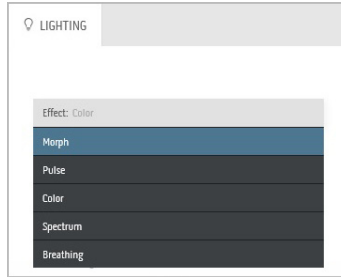 LIGHTING
Effect: Color
Morph
Pulse
Color
Spectrum
Breathing